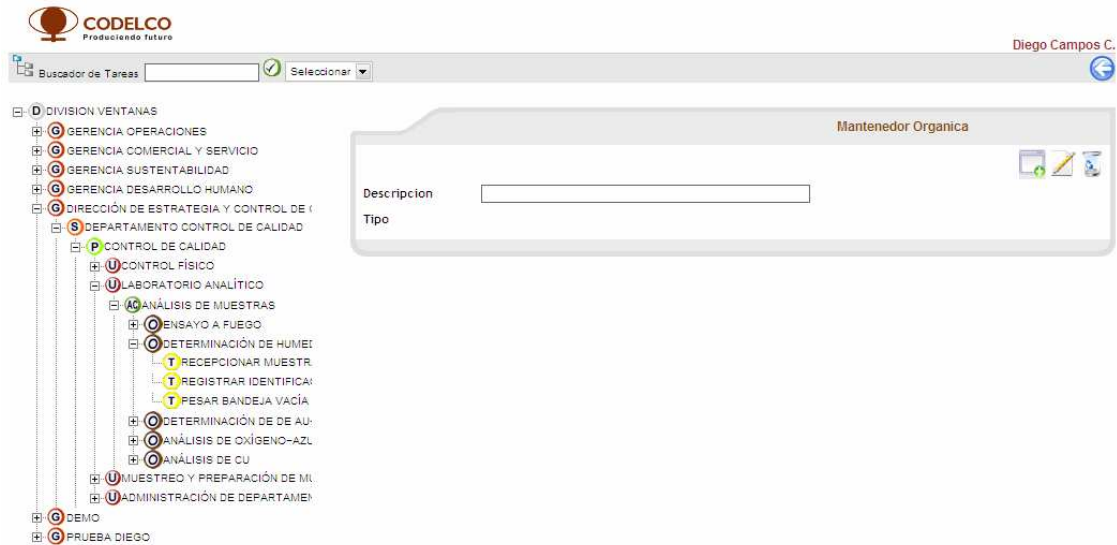 CODELCO
Produciendo futuro
Diego Campos C.
Buscador de Tareas
Seleccionar
D DIVISION VENTANAS
G GERENCIA OPERACIONES
G GERENCIA COMERCIAL Y SERVICIO
G GERENCIA SUSTENTABILIDAD
G GERENCIA DESARROLLO HUMANO
G DIRECCIÓN DE ESTRATEGIA Y CONTROL DE
S DEPARTAMENTO CONTROL DE CALIDAD
P CONTROL DE CALIDAD
U CONTROL FÍSICO
U LABORATORIO ANALÍTICO
AC ANÁLISIS DE MUESTRAS
O ENSAYO A FUEGO
O DETERMINACIÓN DE HUMED
T RECEPCIONAR MUESTR
T REGISTRAR IDENTIFICA
T PESAR BANDEJA VACÍA
O DETERMINACIÓN DE DE AU-
O ANÁLISIS DE OXÍGENO-AZU
O ANÁLISIS DE CU
U MUESTREO Y PREPARACIÓN DE MU
U ADMINISTRACIÓN DE DEPARTAMEN
G DEMO
G PRUEBA DIEGO
Mantenedor Organica
Descripcion
Tipo